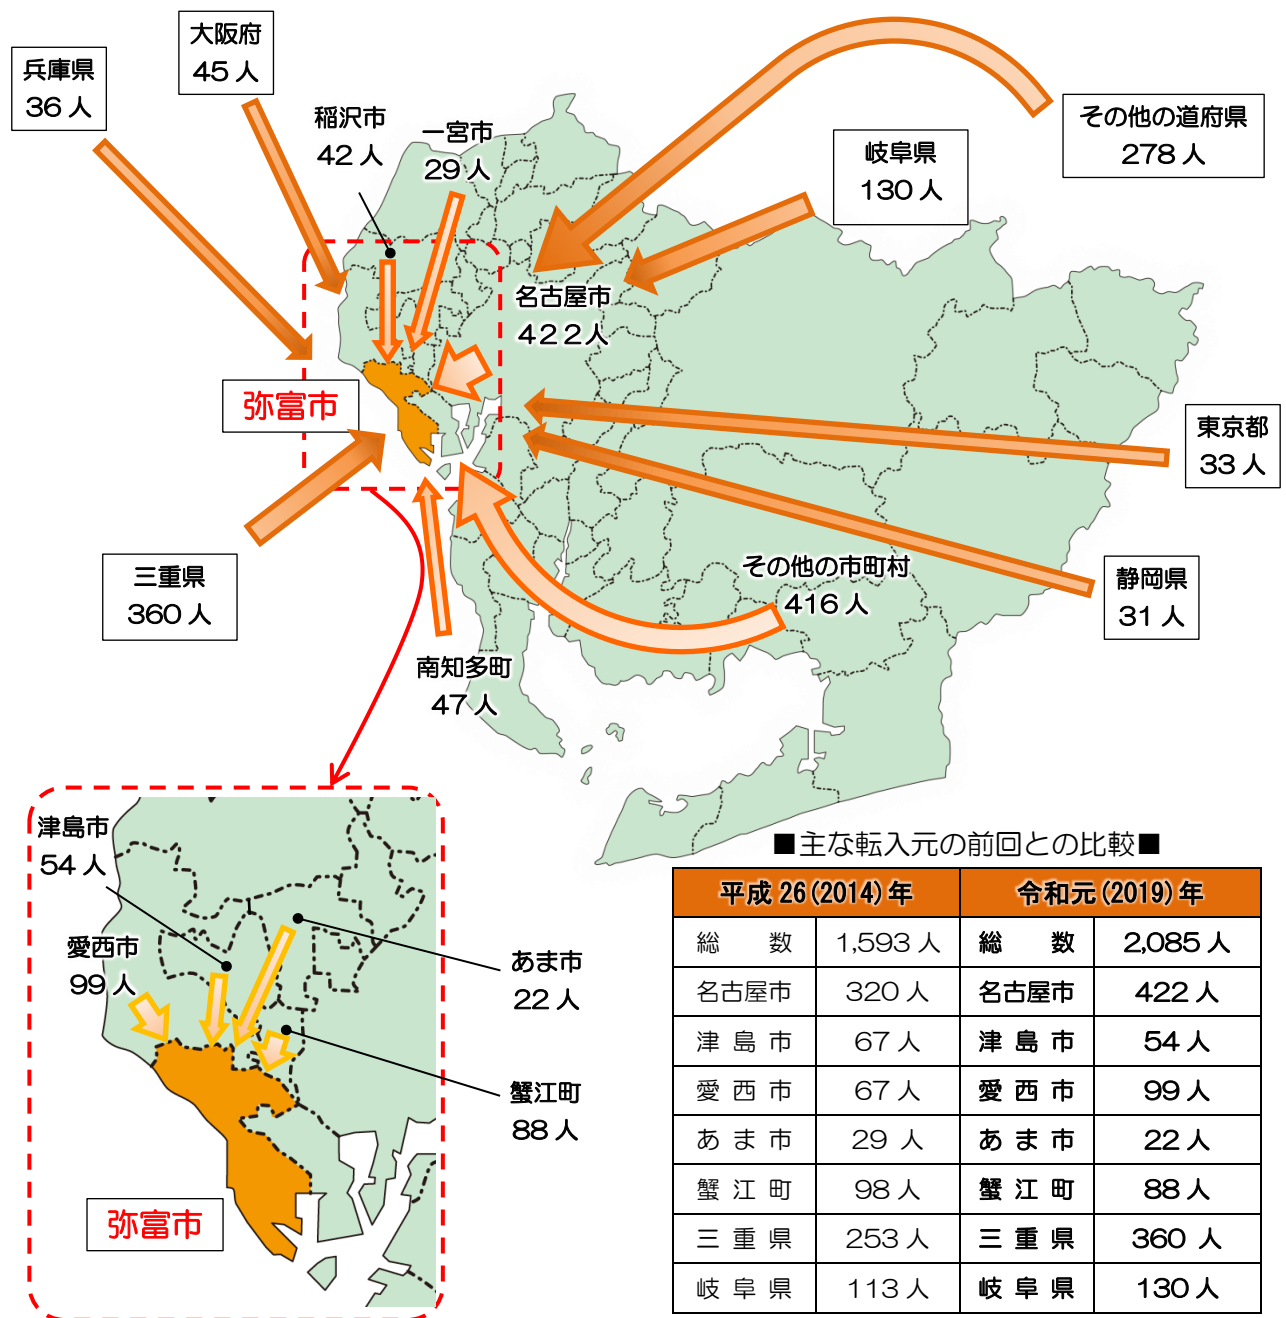 大阪府
45 人
兵庫県
36 人
稲沢市
42 人
一宮市
29 人
その他の道府県
278 人
岐阜県
130 人
名古屋市
422人
弥富市
東京都
33 人
三重県
360 人
その他の市町村
416 人
静岡県
31 人
南知多町
47 人
津島市
54 人
愛西市
99 人
あま市
22 人
蟹江町
88 人
弥富市
■主な転入元の前回との比較■
平成 26(2014)年 令和元(2019)年
総 数 1,593 人 総 数 2,085 人
名古屋市 320 人 名古屋市 422 人
津 島 市 67 人 津 島 市 54 人
愛 西 市 67 人 愛 西 市 99 人
あ ま 市 29 人 あ ま 市 22 人
蟹 江 町 98 人 蟹 江 町 88 人
三 重 県 253 人 三 重 県 360 人
岐 阜 県 113 人 岐 阜 県 130 人